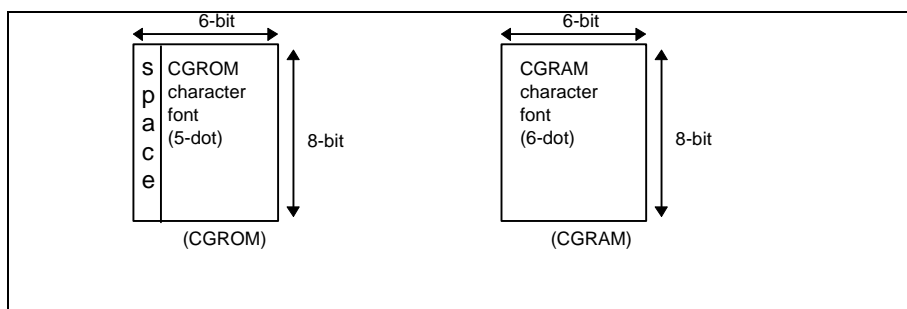 6-bit
space
CGROM
character
font
(5-dot)
8-bit
(CGROM)
6-bit
CGRAM
character
font
(6-dot)
8-bit
(CGRAM)